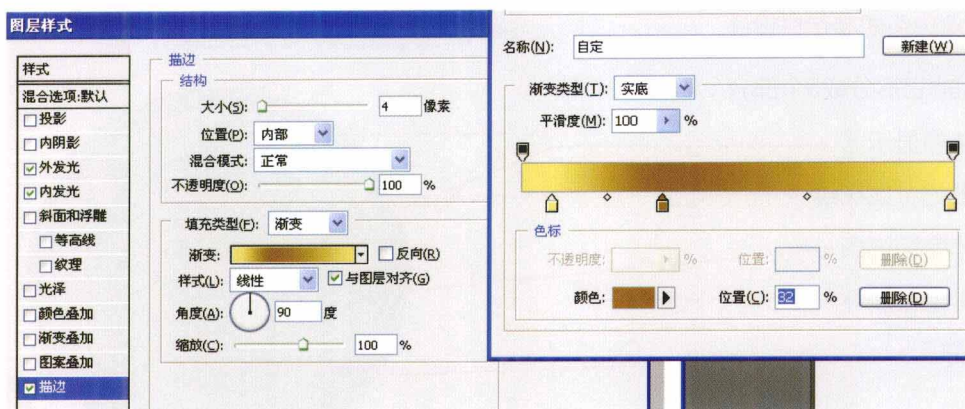 图层样式
样式
混合选项:默认
投影
内阴影
外发光
内发光
斜面和浮雕
等高线
纹理
光泽
颜色叠加
渐变叠加
图案叠加
描边
描边
结构
大小(S): 4 像素
位置(P): 内部
混合模式: 正常
不透明度(O): 100 %
填充类型(F): 渐变
渐变: 反向(R)
样式(L): 线性 与图层对齐(G)
角度(A): 90 度
缩放(C): 100 %
名称(N): 自定 新建(W)
渐变类型(T): 实底
平滑度(M): 100 %
色标
不透明度: % 位置: % 删除(D)
颜色: 位置(C): 32 % 删除(D)